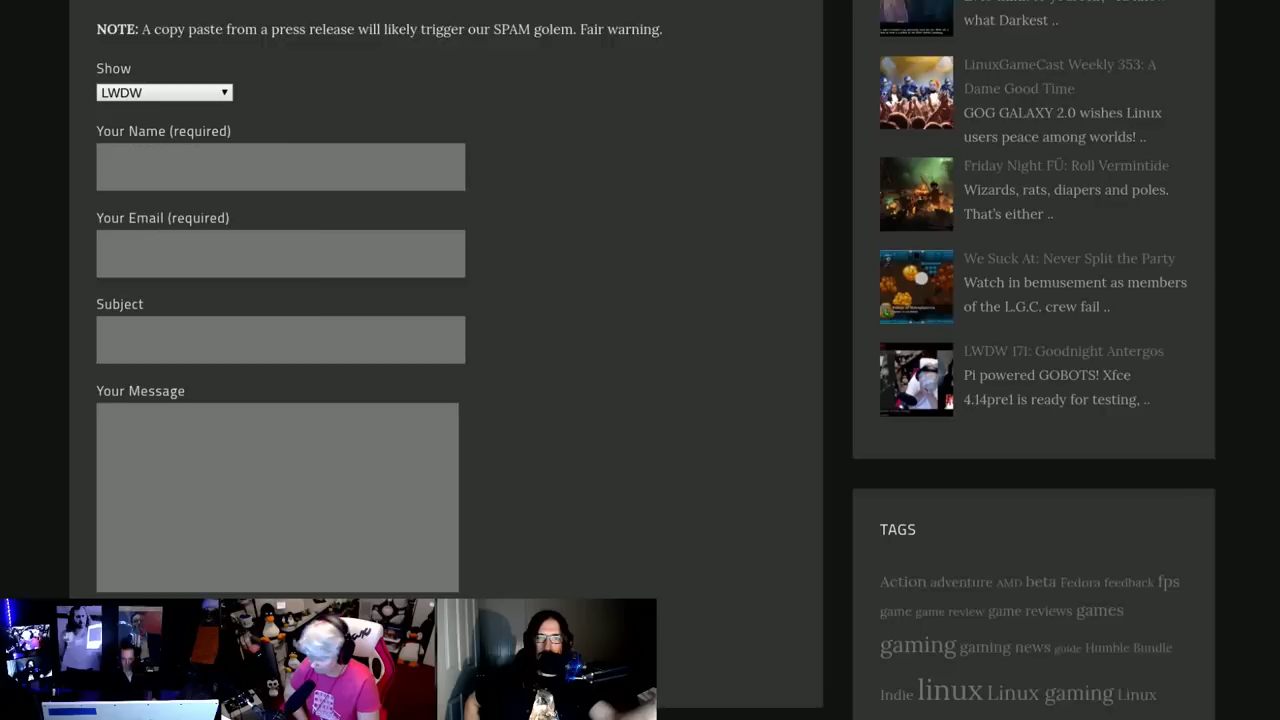 NOTE: A copy paste from a press release will likely trigger our SPAM golem. Fair warning.
Show
LWDW
Your Name (required)
Your Email (required)
Subject
Your Message
what Darkest ..
LinuxGameCast Weekly 353: A
Dame Good Time
GOG GALAXY 2.0 wishes Linux
users peace among worlds! ..
Friday Night FÜ: Roll Vermintide
Wizards, rats, diapers and poles.
That's either ..
We Suck At: Never Split the Party
Watch in bemusement as members
of the L.G.C. crew fail ..
LWDW 171: Goodnight Antergos
Pi powered GOBOTS! Xfce
4.14pre1 is ready for testing, ..
TAGS
Action adventure AMD beta Fedora feedback fps
game game review game reviews games
gaming gaming news guide Humble Bundle
Indie linux Linux gaming Linux